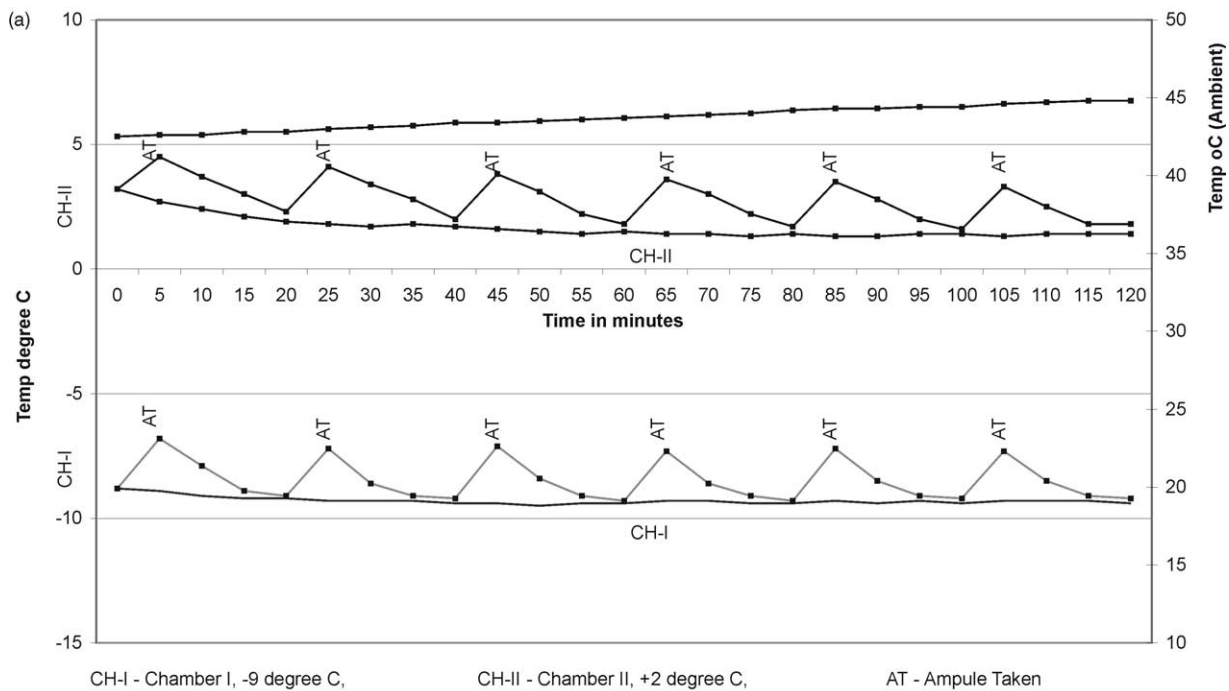 (a)
10
50
45
5
AT
AT
AT
AT
AT
AT
40
Temp oC (Ambient)
CH-II
CH-II
35
0
0 5 10 15 20 25 30 35 40 45 50 55 60 65 70 75 80 85 90 95 100 105 110 115 120
Time in minutes
30
Temp degree C
-5
25
AT
AT
AT
AT
AT
AT
CH-I
20
-10
CH-I
15
-15
10
CH-I - Chamber I, -9 degree C, CH-II - Chamber II, +2 degree C, AT - Ampule Taken